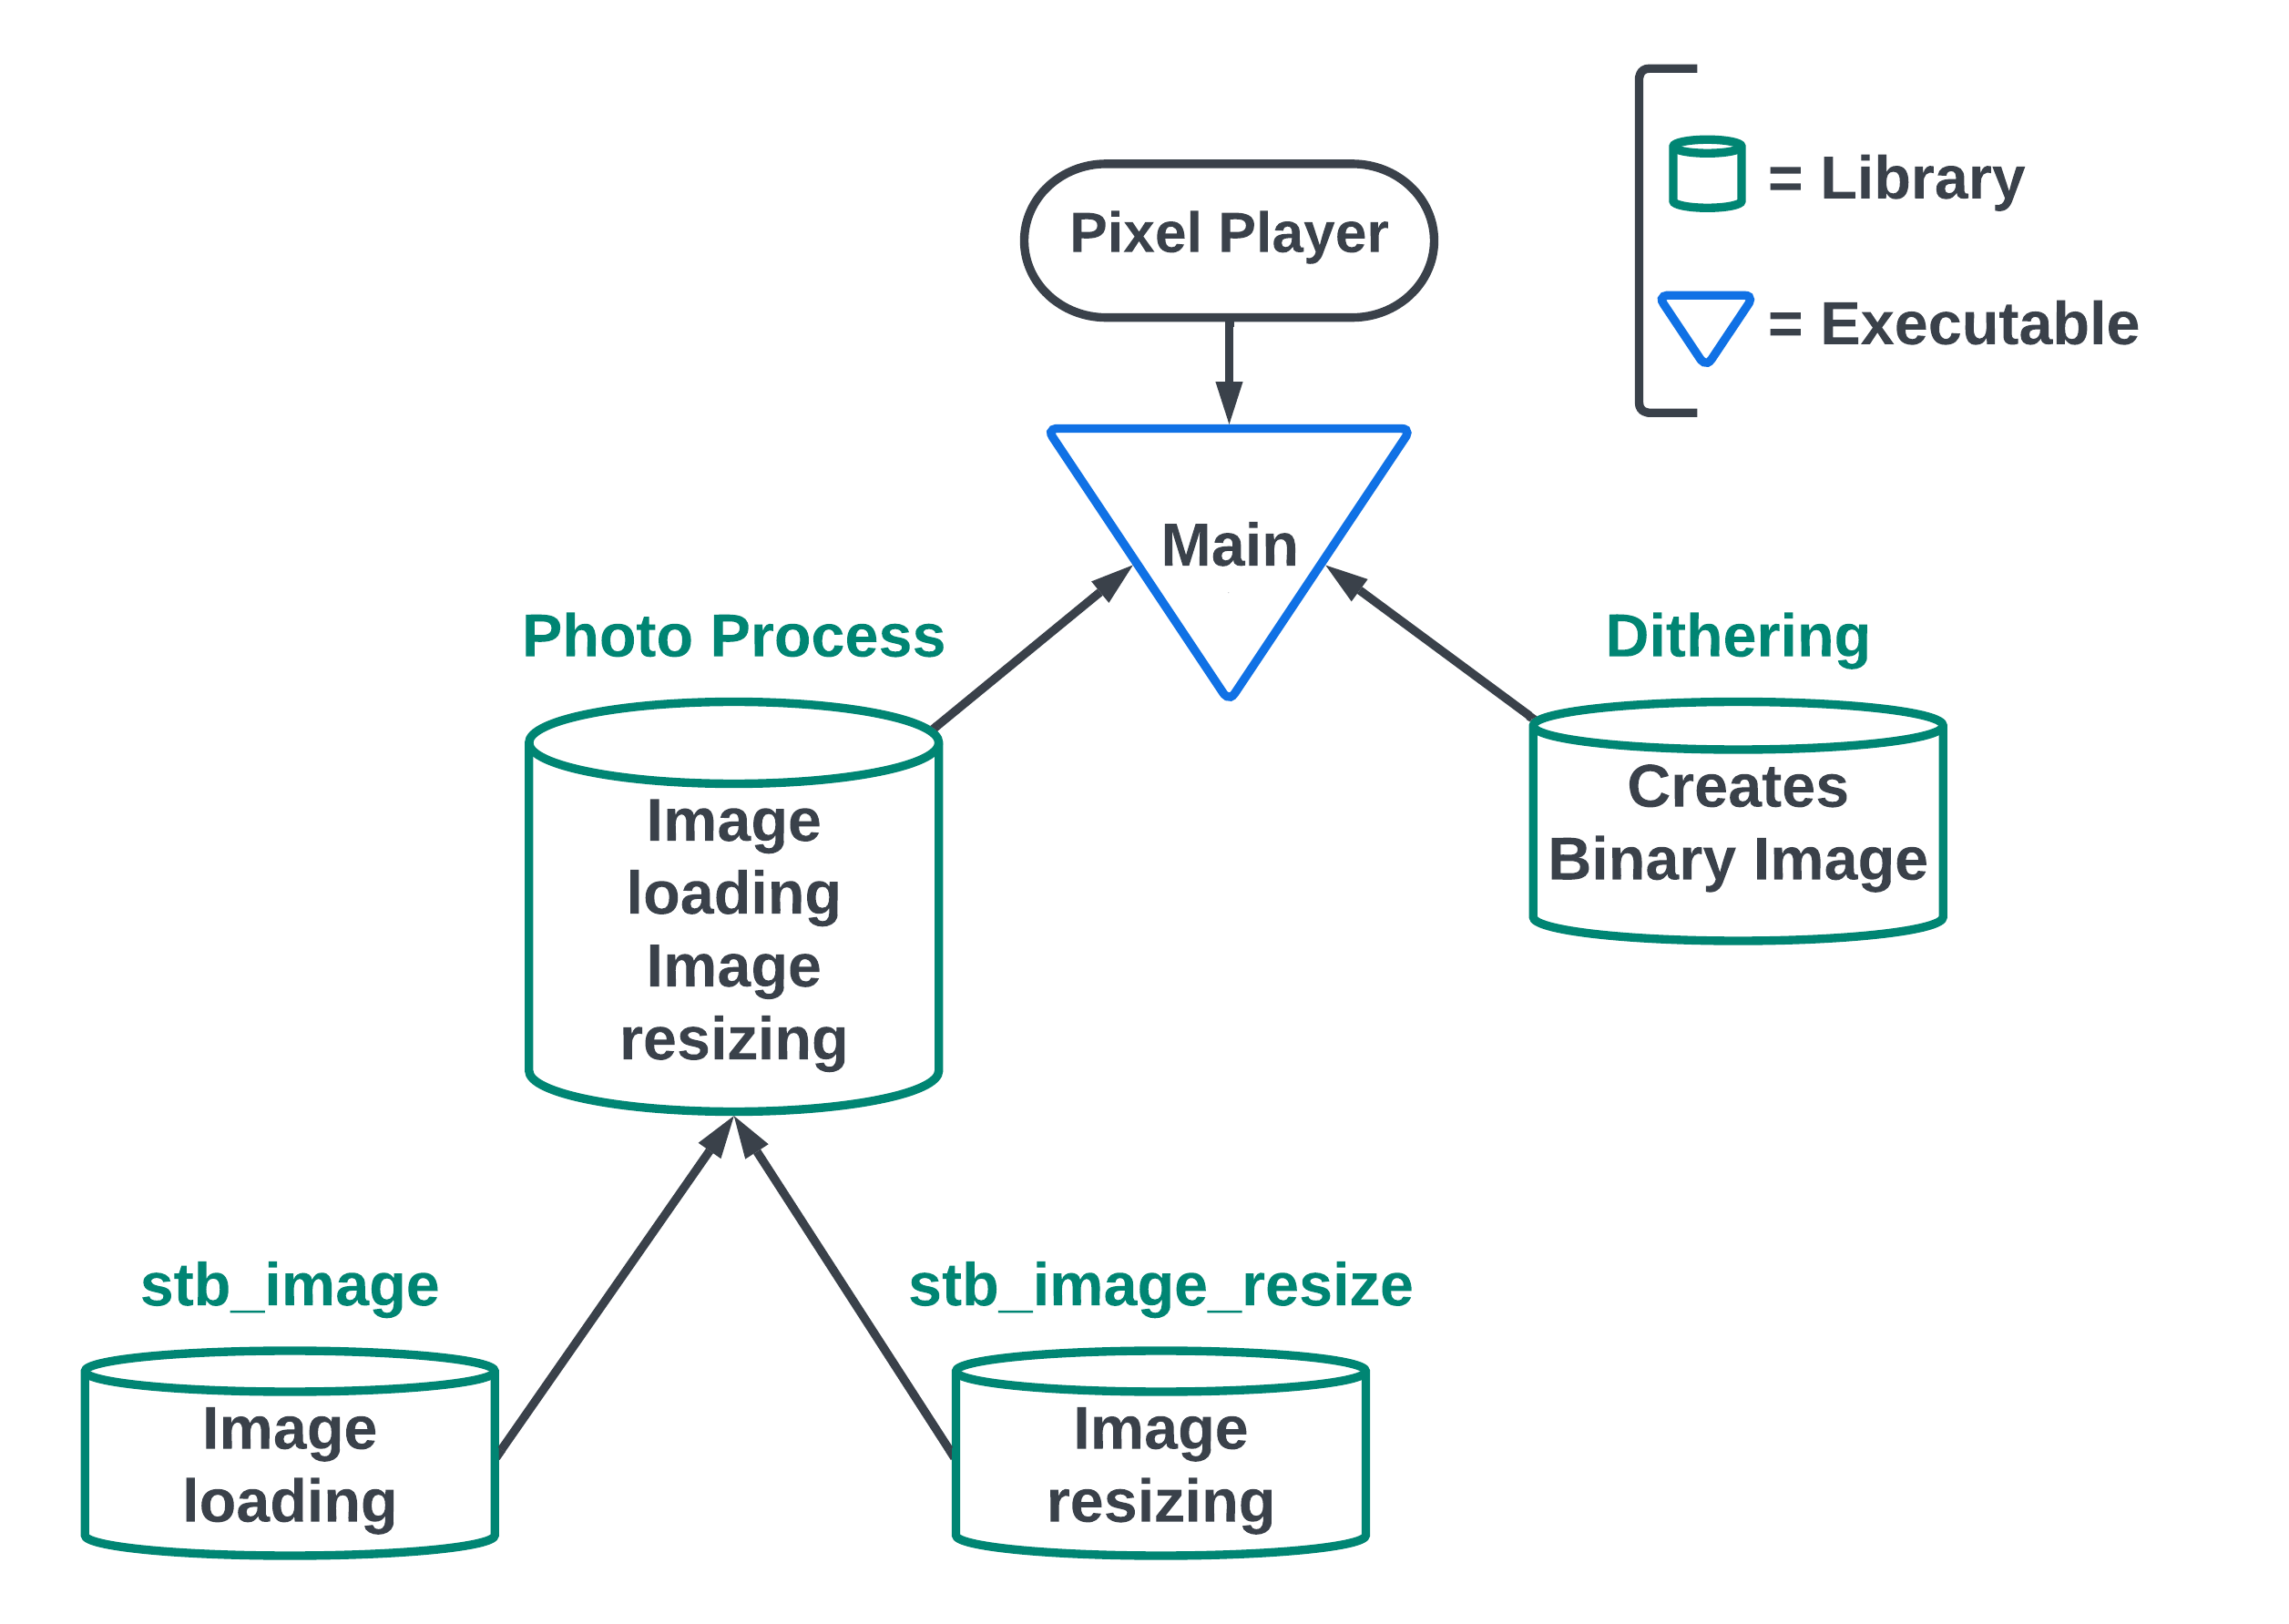 Pixel Player
= Library
= Executable
Main
Photo Process
Image
loading
Image
resizing
Dithering
Creates
Binary Image
stb_image
Image
loading
stb_image_resize
Image
resizing